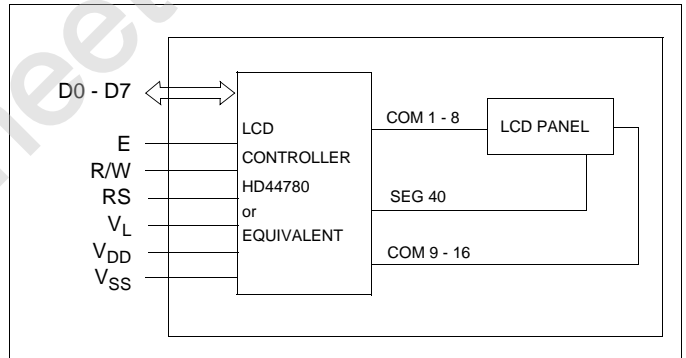 D0 - D7
E
R/W
RS
VL
VDD
VSS
LCD
CONTROLLER
HD44780
or
EQUIVALENT
COM 1 - 8
LCD PANEL
SEG 40
COM 9 - 16